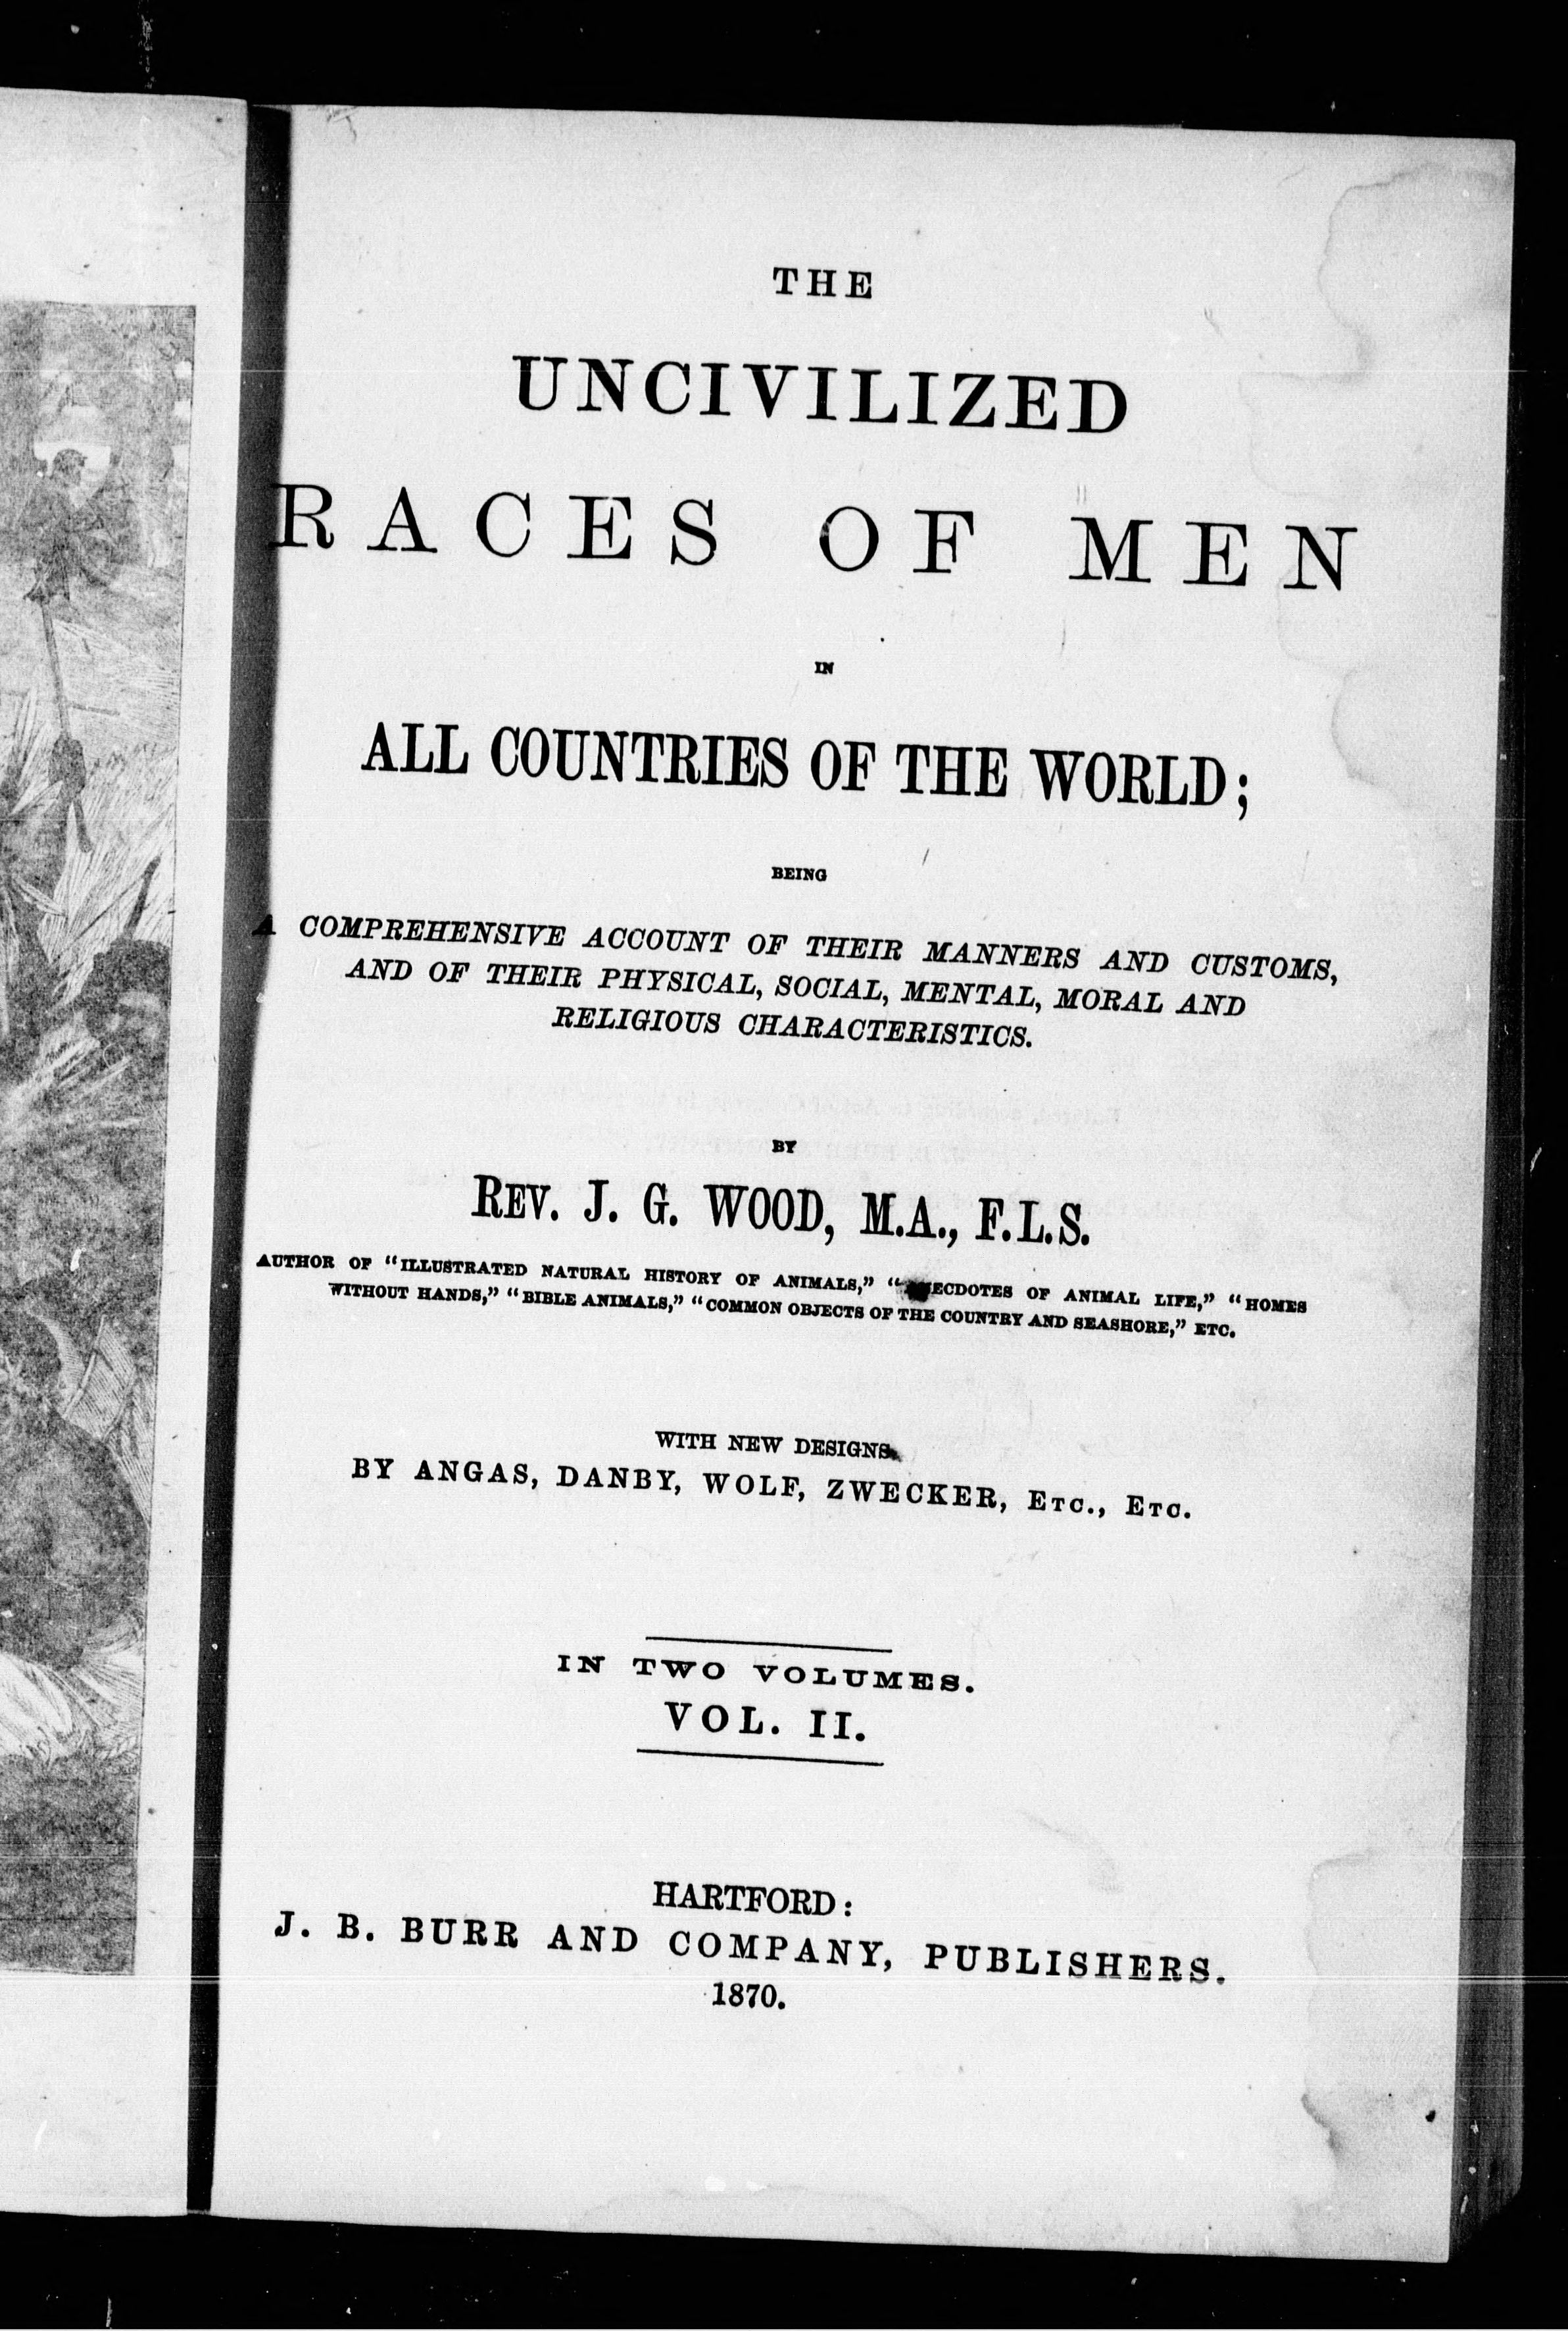 THE
UNCIVILIZED
RACES OF MEN
IN
ALL COUNTRIES OF THE WORLD;
BEING
A COMPREHENSIVE ACCOUNT OF THEIR MANNERS AND CUSTOMS,
AND OF THEIR PHYSICAL, SOCIAL, MENTAL, MORAL AND
RELIGIOUS CHARACTERISTICS.
BY
REV. J. G. WOOD, M.A., F.L.S.
AUTHOR OF “ILLUSTRATED NATURAL HISTORY OF ANIMALS,” “ANECDOTES OF ANIMAL LIFE,” “HOMES
WITHOUT HANDS,” “BIBLE ANIMALS,” “COMMON OBJECTS OF THE COUNTRY AND SEASHORE,” ETC.
WITH NEW DESIGNS
BY ANGAS, DANBY, WOLF, ZWECKER, ETC., ETC.
IN TWO VOLUMES.
VOL. II.
HARTFORD:
J. B. BURR AND COMPANY, PUBLISHERS.
1870.